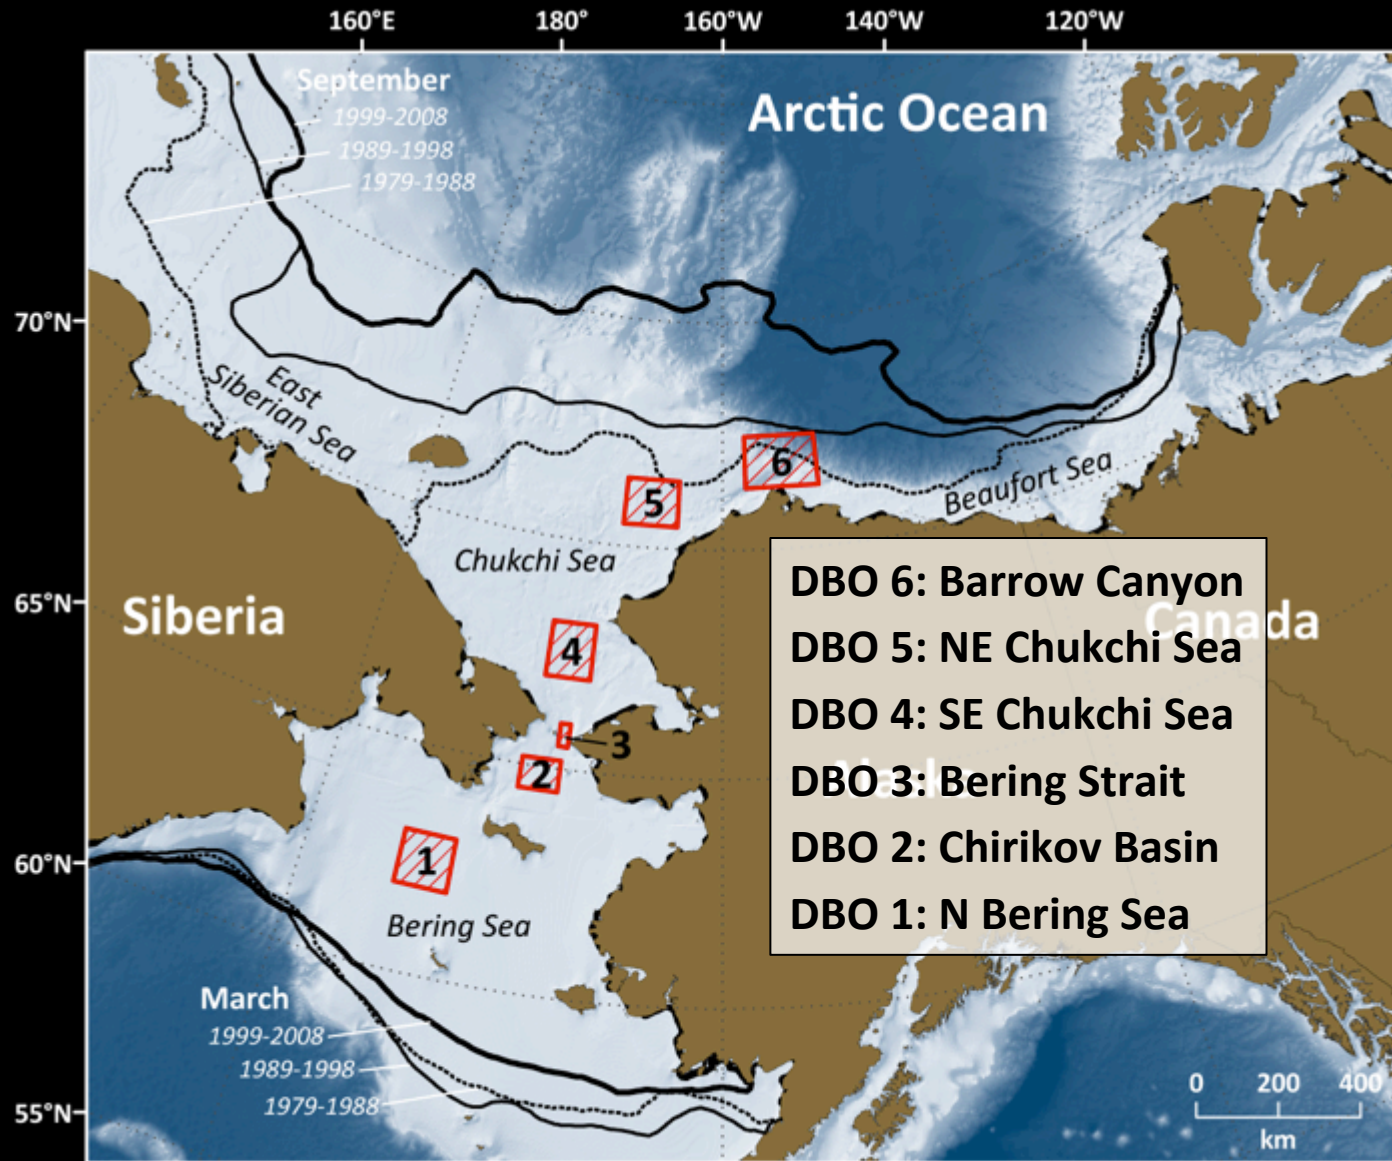 160°E 180° 160°W 140°W 120°W
September
1999-2008
1989-1998
1979-1988
Arctic Ocean
70°N
East
Siberian Sea
6
5
Beaufort Sea
Chukchi Sea
65°N
Siberia
Canada
4
3
2
Alaska
DBO 6: Barrow Canyon
DBO 5: NE Chukchi Sea
DBO 4: SE Chukchi Sea
DBO 3: Bering Strait
DBO 2: Chirikov Basin
DBO 1: N Bering Sea
60°N
1
Bering Sea
March
1999-2008
1989-1998
1979-1988
55°N
0 200 400
km